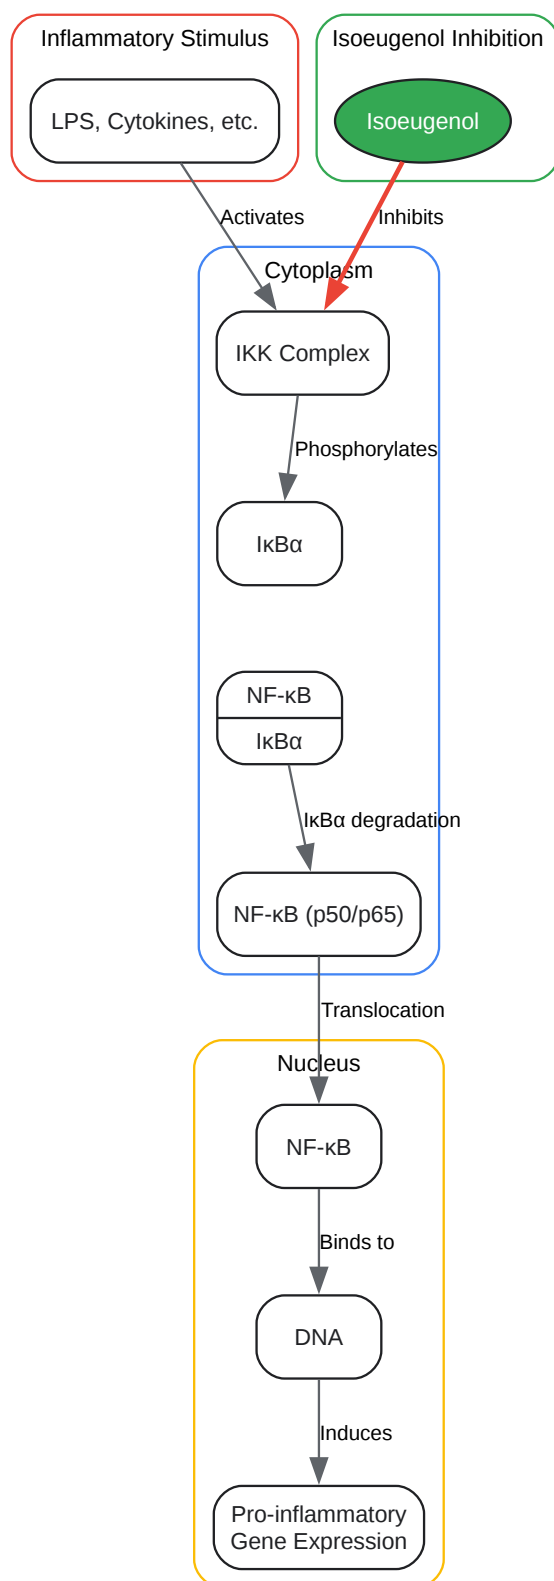 Inflammatory Stimulus
Isoeugenol Inhibition
LPS, Cytokines, etc.
Isoeugenol
Activates
Inhibits
Cytoplasm
IKK Complex
Phosphorylates
IκBα
NF-κB
IκBα
IκBα degradation
NF-κB (p50/p65)
Translocation
Nucleus
NF-κB
Binds to
DNA
Induces
Pro-inflammatory
Gene Expression